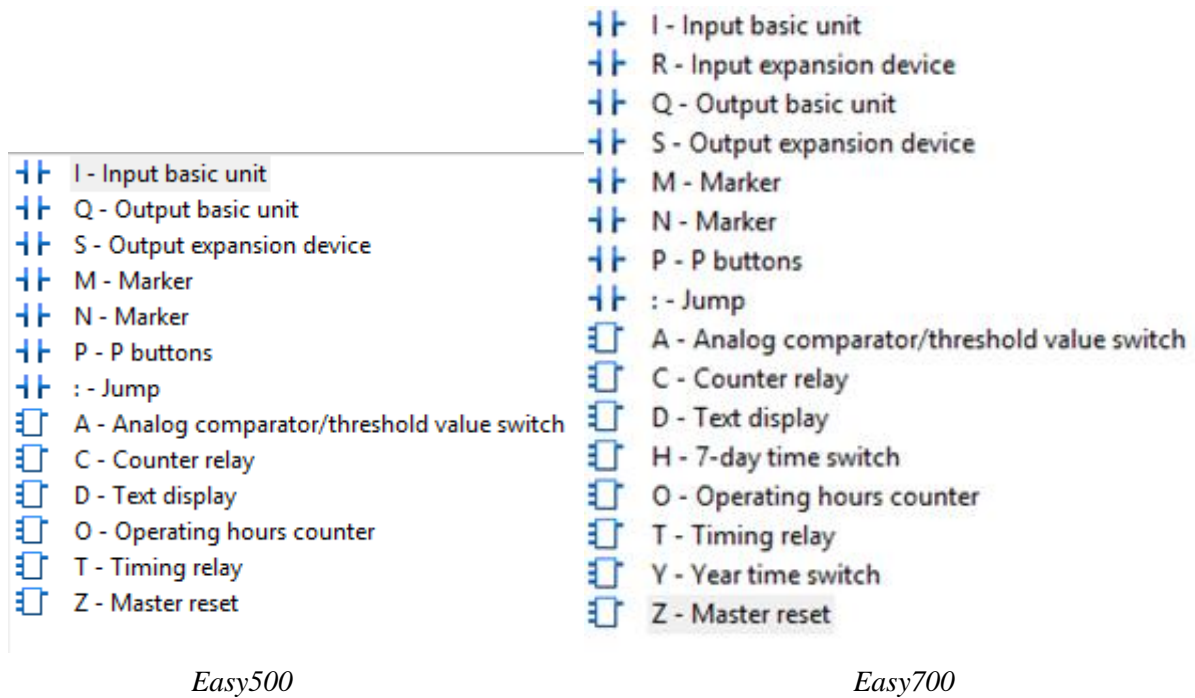 I - Input basic unit
Q - Output basic unit
S - Output expansion device
M - Marker
N - Marker
P - P buttons
: - Jump
A - Analog comparator/threshold value switch
C - Counter relay
D - Text display
O - Operating hours counter
T - Timing relay
Z - Master reset
Easy500
I - Input basic unit
R - Input expansion device
Q - Output basic unit
S - Output expansion device
M - Marker
N - Marker
P - P buttons
: - Jump
A - Analog comparator/threshold value switch
C - Counter relay
D - Text display
H - 7-day time switch
O - Operating hours counter
T - Timing relay
Y - Year time switch
Z - Master reset
Easy700